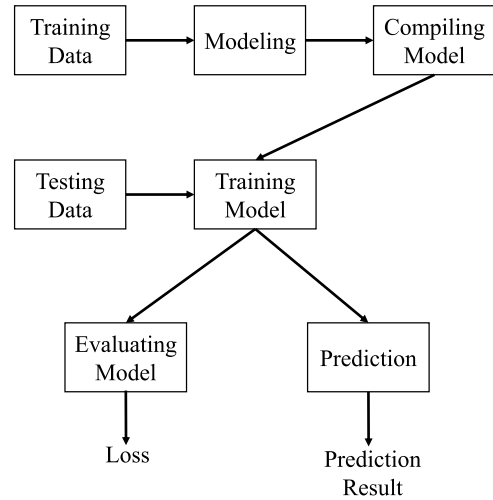 Training
Data
Modeling
Compiling
Model
Testing
Data
Training
Model
Evaluating
Model
Prediction
Loss
Prediction
Result